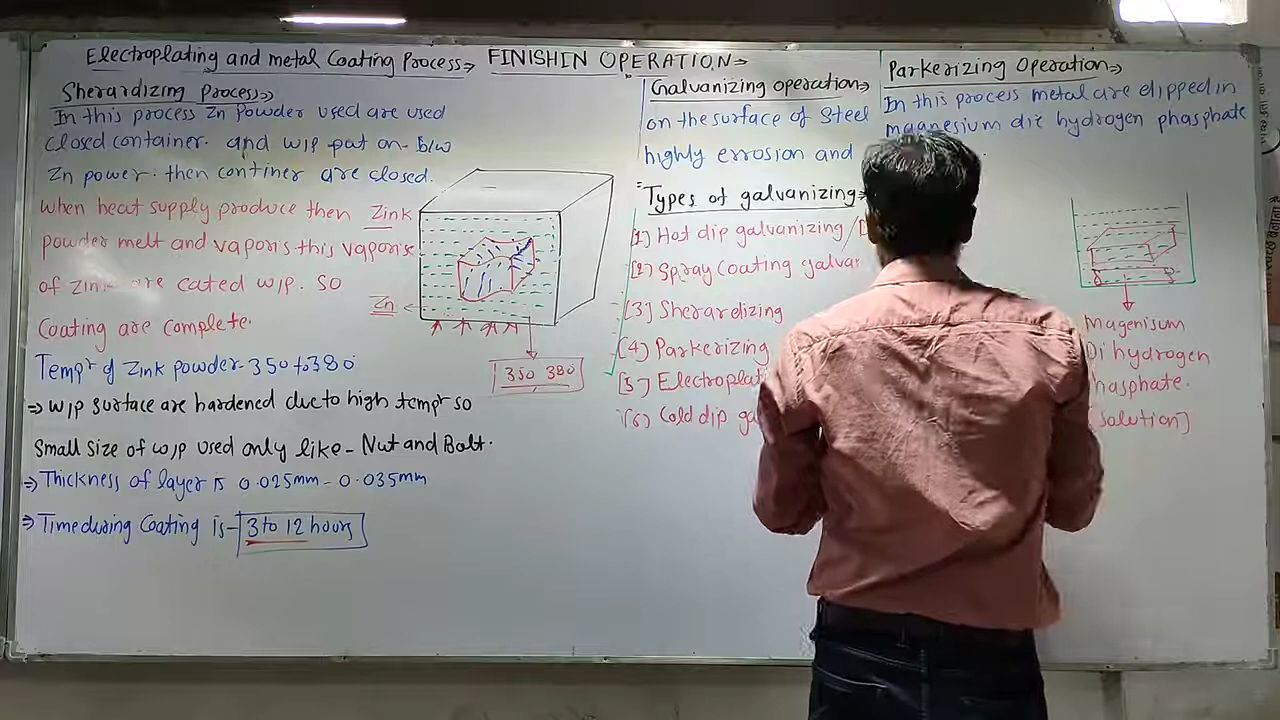 Electroplating and metal Coating Process⇒ FINISHIN OPERATION⇒
Sherardizing Process⇒
In this process Zn Powder used are used
closed container. and w/p put on- b/w
Zn power. then continer are closed.
when heat supply produce then Zink
powder melt and vaporis this vaporise
of zink are cated w/p. so
Coating are complete.
Tempr of Zink powder-350 to 380
⇒ W/P surface are hardened due to high tempr so
Small size of w/p used only like- Nut and Bolt.
⇒ Thickness of layer is 0.025mm - 0.035mm
⇒ Time during Coating is- 3 to 12 hours
Zn
350 380
Galvanizing operation⇒
on the surface of Steel
highly errosion and
Types of galvanizing⇒
[1] Hot dip galvanizing /
[2] Spray Coating galvan
[3] Sherardizing
[4] Parkerizing
[5] Electroplati
(6) Cold dip ga
Parkerizing Operation⇒
In this process metal are dipped in
magnesium die hydrogen phasphate
Magenisum
Di hydrogen
hasphate.
Solution]